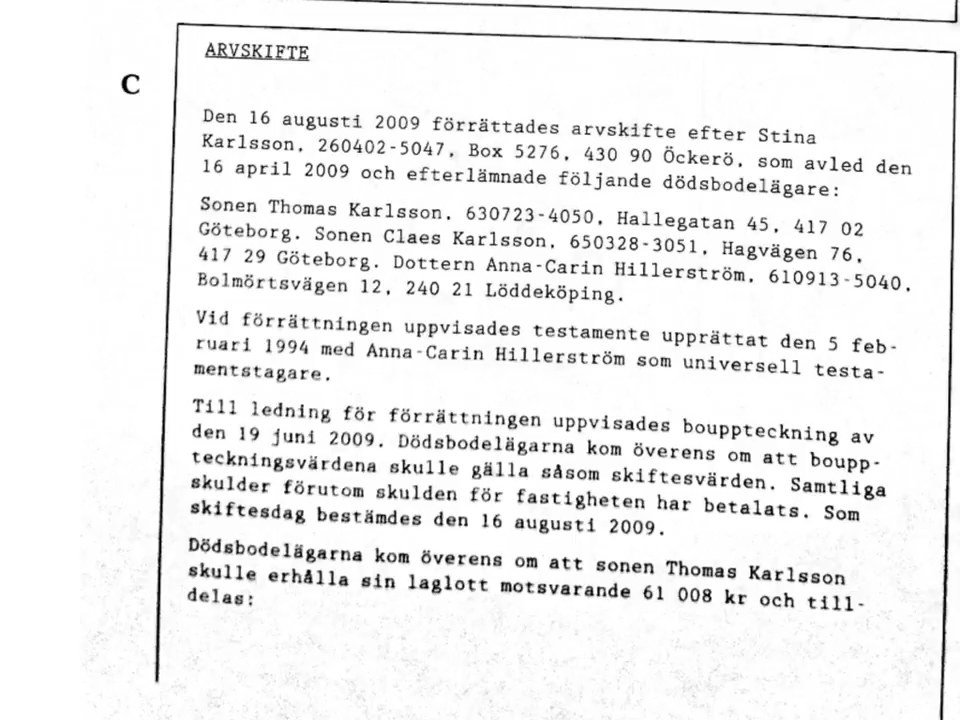 ARVSKIFTE
C
Den 16 augusti 2009 förrättades arvskifte efter Stina
Karlsson, 260402-5047, Box 5276, 430 90 Öckerö, som avled den
16 april 2009 och efterlämnade följande dödsbodelägare:
Sonen Thomas Karlsson, 630723-4050, Hallegatan 45, 417 02
Göteborg. Sonen Claes Karlsson, 650328-3051, Hagvägen 76,
417 29 Göteborg. Dottern Anna-Carin Hillerström, 610913-5040,
Bolmörtsvägen 12, 240 21 Löddeköping.
Vid förrättningen uppvisades testamente upprättat den 5 feb-
ruari 1994 med Anna-Carin Hillerström som universell testa-
mentstagare.
Till ledning för förrättningen uppvisades bouppteckning av
den 19 juni 2009. Dödsbodelägarna kom överens om att boupp-
teckningsvärdena skulle gälla såsom skiftesvärden. Samtliga
skulder förutom skulden för fastigheten har betalats. Som
skiftesdag bestämdes den 16 augusti 2009.
Dödsbodelägarna kom överens om att sonen Thomas Karlsson
skulle erhålla sin laglott motsvarande 61 008 kr och till-
delas: